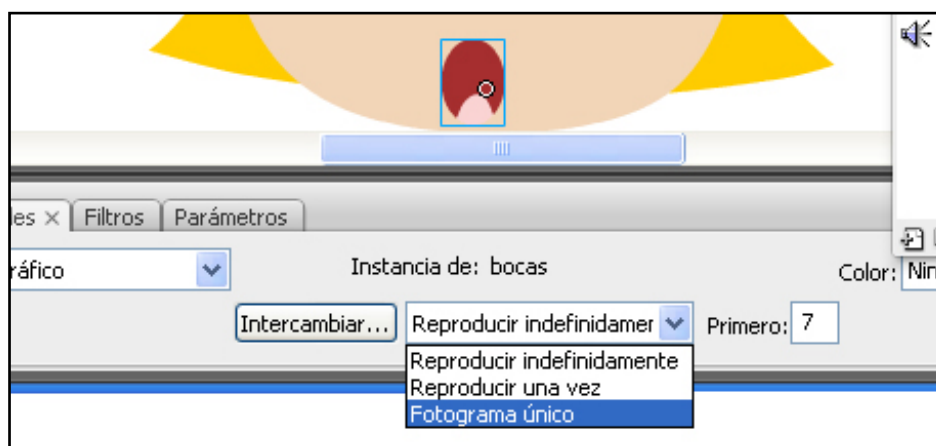 les × Filtros Parámetros
ráfico Instancia de: bocas Color: Nin
Intercambiar... Reproducir indefinidamer Primero: 7
Reproducir indefinidamente
Reproducir una vez
Fotograma único